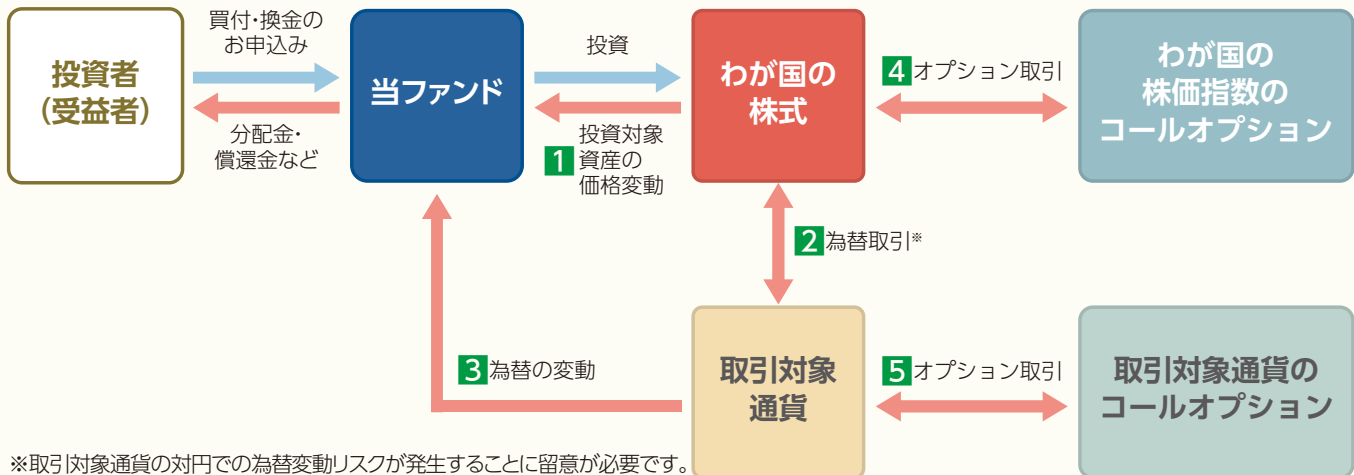 投資者
(受益者)
買付・換金の
お申込み
分配金・
償還金など
当ファンド
投資
1 投資対象
資産の
価格変動
わが国の
株式
4 オプション取引
わが国の
株価指数の
コールオプション
2 為替取引※
3 為替の変動
取引対象
通貨
5 オプション取引
取引対象通貨の
コールオプション
※取引対象通貨の対円での為替変動リスクが発生することに留意が必要です。